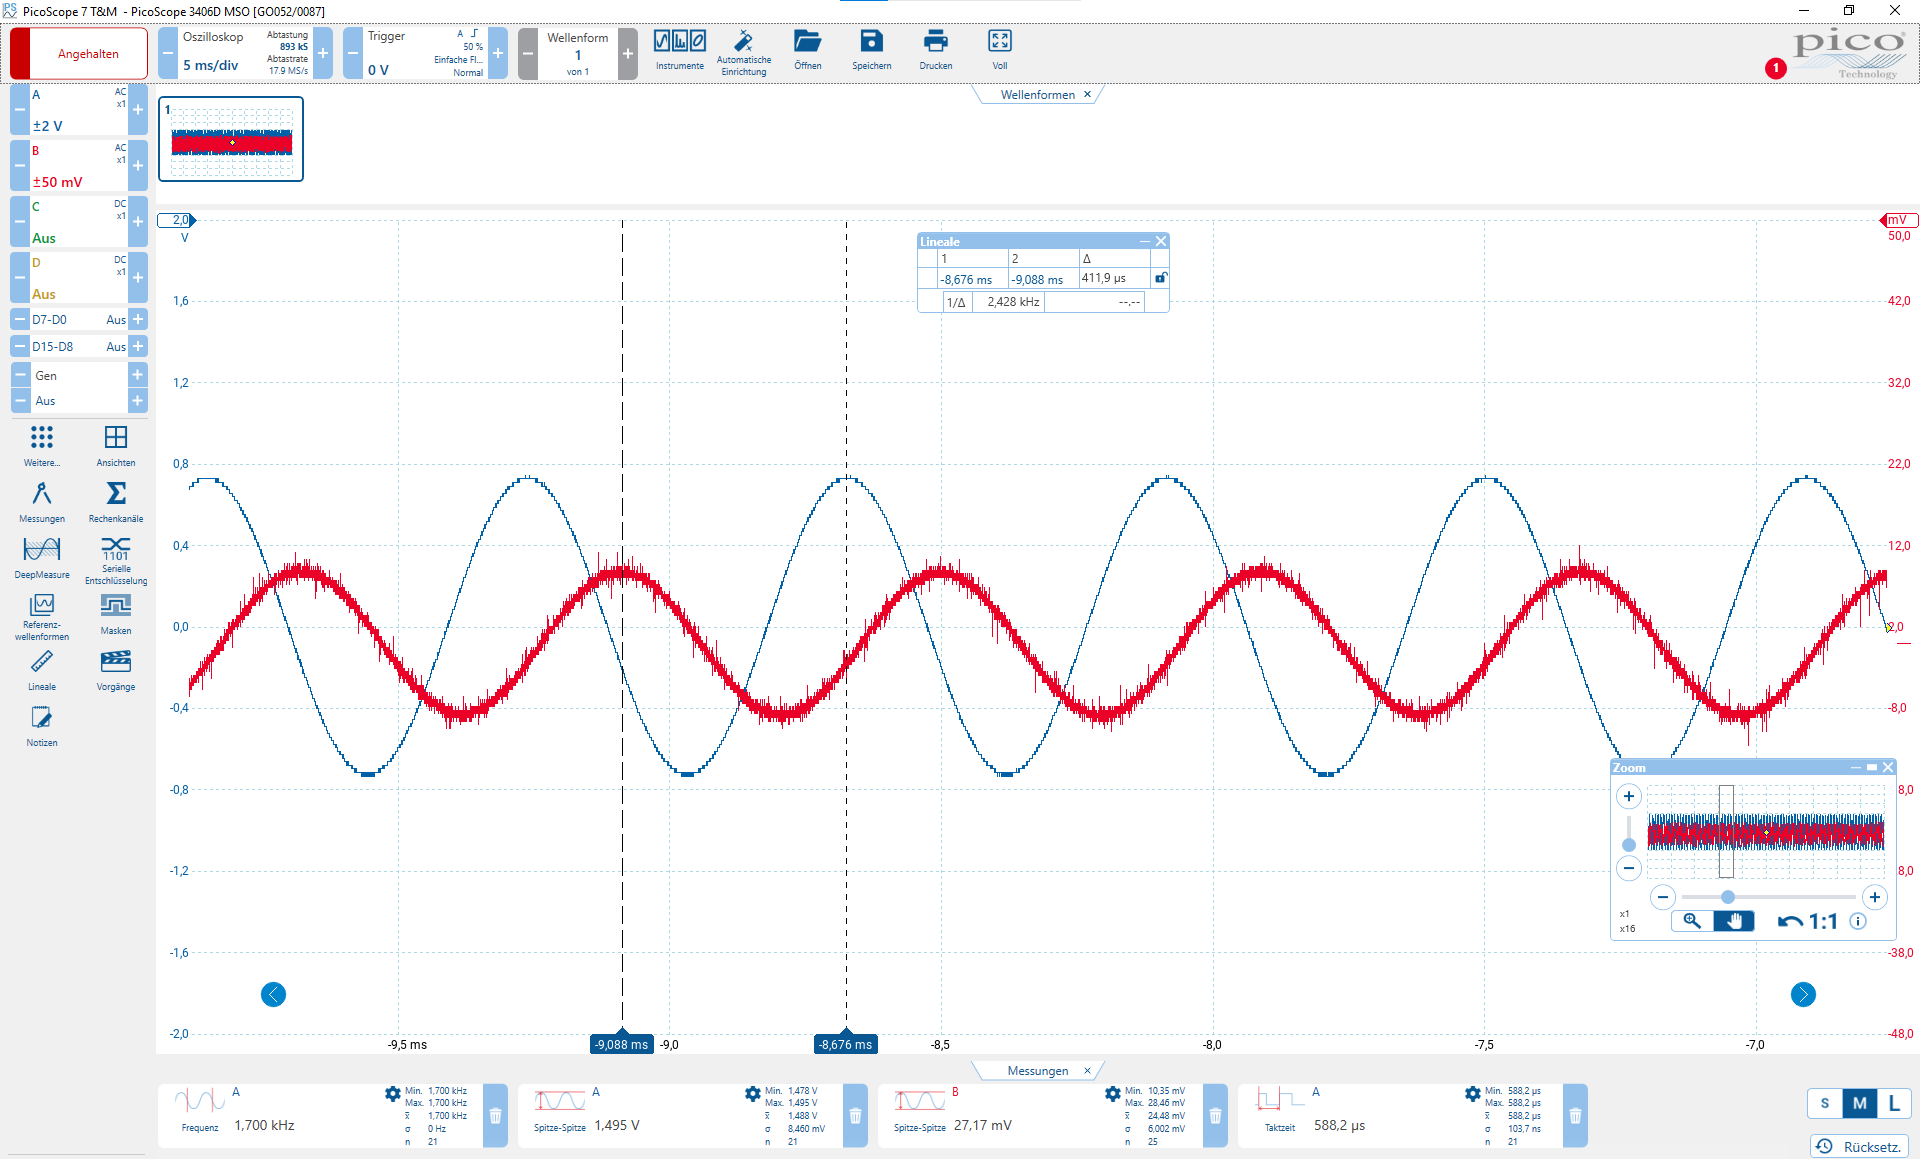 PicoScope 7 T&M - PicoScope 3406D MSO [GO052/0087]
Angehalten
Oszilloskop
5 ms/div
Abtastung
893 kS
Abtastrate
17.9 MS/s
Trigger
0 V
A
50 %
Einfache Fl...
Normal
Wellenform
1
von 1
Instrumente
Automatische
Einrichtung
Öffnen
Speichern
Drucken
Voll
1
pico
Technology
A
AC
x1
±2 V
B
AC
x1
±50 mV
C
DC
x1
Aus
D
DC
x1
Aus
D7-D0 Aus
D15-D8 Aus
Gen
Aus
Weitere...
Ansichten
Messungen
Rechenkanäle
DeepMeasure
1101
Serielle
Entschlüsselung
Referenz-
wellenformen
Masken
Lineale
Vorgänge
Notizen
Wellenformen ×
1
2,0
V
1,6
1,2
0,8
0,4
0,0
-0,4
-0,8
-1,2
-1,6
-2,0
mV
50,0
42,0
32,0
22,0
12,0
2,0
-8,0
8,0
8,0
-38,0
-48,0
Lineale
1 2 Δ
-8,676 ms -9,088 ms 411,9 µs
1/Δ 2,428 kHz --.--
Zoom
x1
x16
1:1
-9,5 ms
-9,088 ms
-9,0
-8,676 ms
-8,5
-8,0
-7,5
-7,0
Messungen ×
A
Frequenz 1,700 kHz
Min. 1,700 kHz
Max. 1,700 kHz
x̄ 1,700 kHz
σ 0 Hz
n 21
A
Spitze-Spitze 1,495 V
Min. 1,478 V
Max. 1,495 V
x̄ 1,488 V
σ 8,460 mV
n 21
B
Spitze-Spitze 27,17 mV
Min. 10,35 mV
Max. 28,46 mV
x̄ 24,48 mV
σ 6,002 mV
n 25
A
Taktzeit 588,2 µs
Min. 588,2 µs
Max. 588,2 µs
x̄ 588,2 µs
σ 103,7 ns
n 21
S M L
Rücksetz.